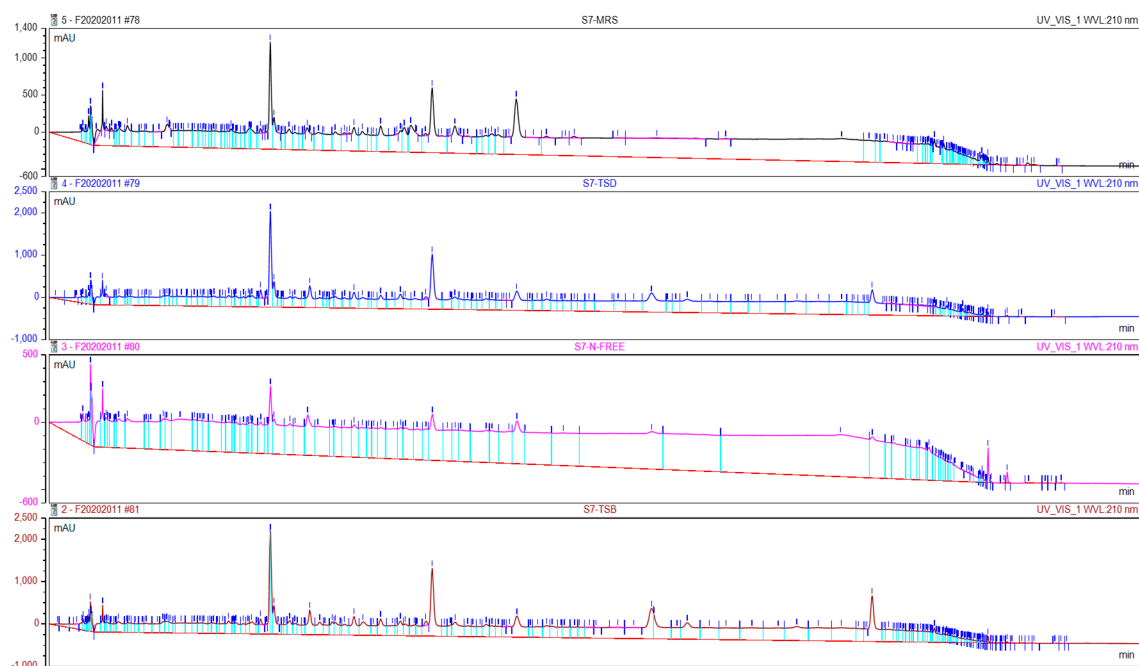 5 - F20202011 #78 S7-MRS UV_VIS_1 WVL:210 nm
1,400
mAU
1,000
500
0
-600
min
4 - F20202011 #79 S7-TSD UV_VIS_1 WVL:210 nm
2,500
mAU
2,000
1,000
0
-1,000
min
3 - F20202011 #80 S7-N-FREE UV_VIS_1 WVL:210 nm
500
mAU
0
-600
min
2 - F20202011 #81 S7-TSB UV_VIS_1 WVL:210 nm
2,500
mAU
2,000
1,000
0
-1,000
min